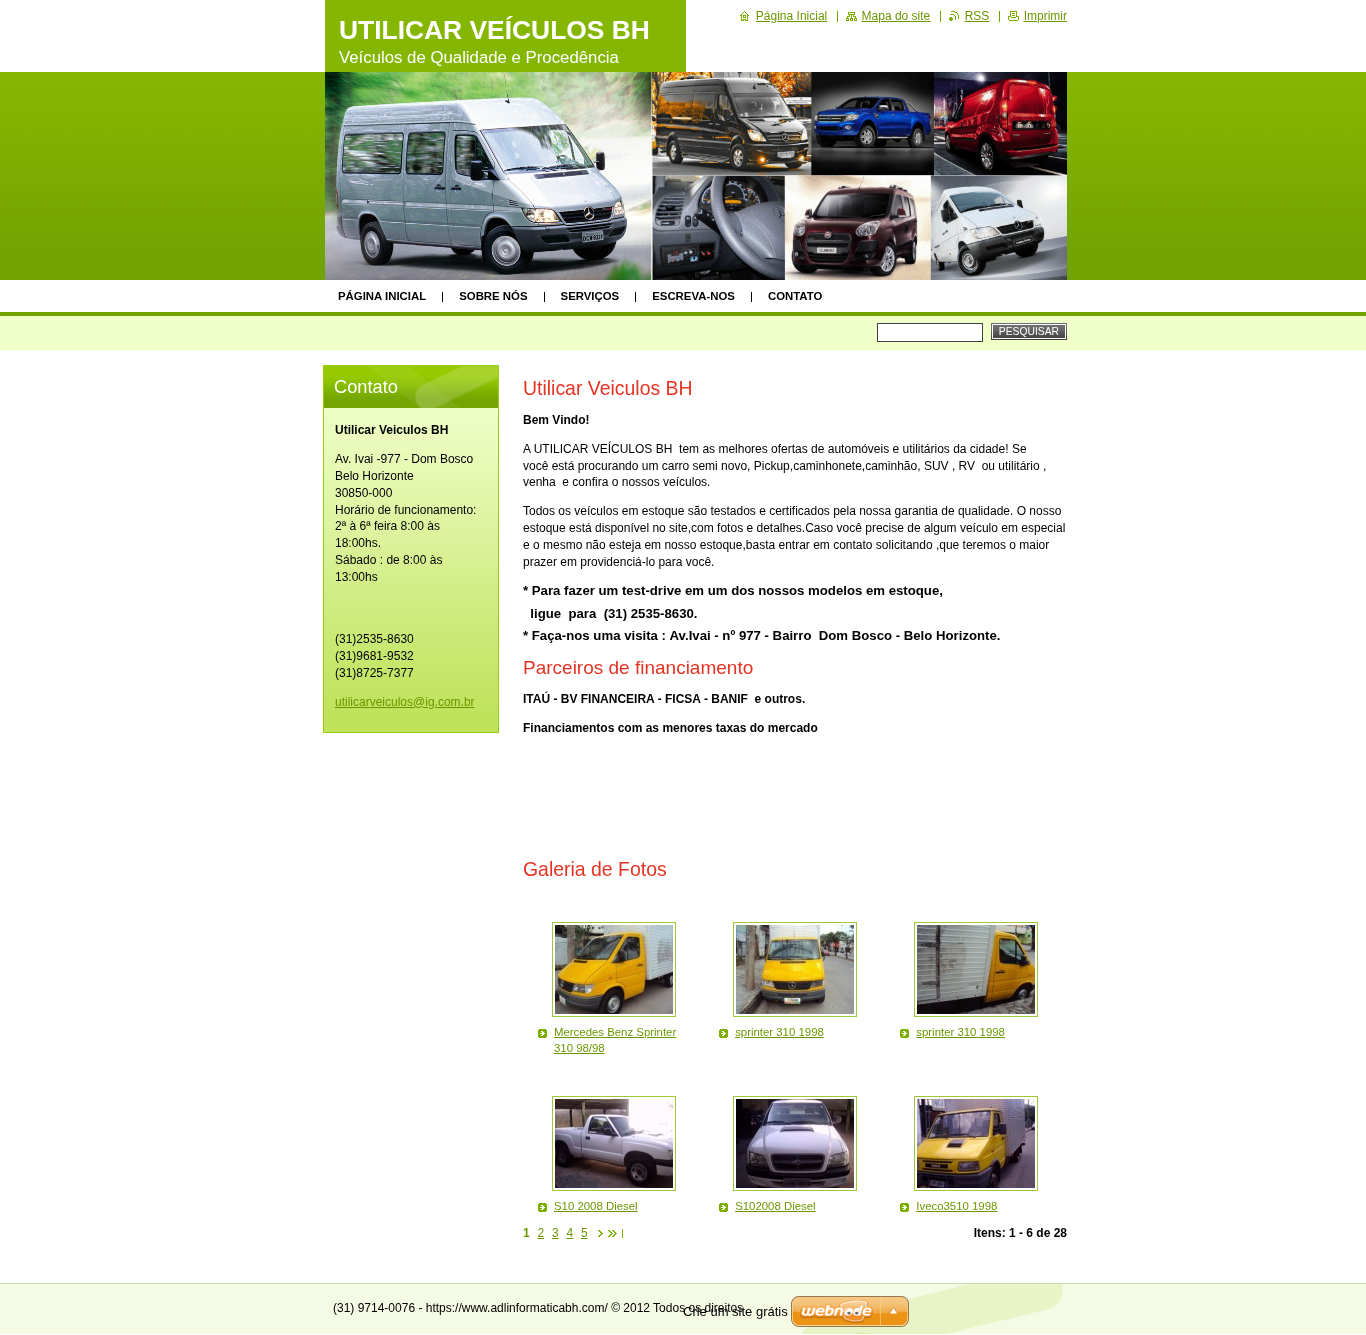 UTILICAR VEÍCULOS BH
Veículos de Qualidade e Procedência
Página Inicial | Mapa do site | RSS | Imprimir
PÁGINA INICIAL | SOBRE NÓS | SERVIÇOS | ESCREVA-NOS | CONTATO
PESQUISAR
Contato
Utilicar Veiculos BH
Av. Ivai -977 - Dom Bosco
Belo Horizonte
30850-000
Horário de funcionamento:
2ª à 6ª feira 8:00 às
18:00hs.
Sábado : de 8:00 às
13:00hs
(31)2535-8630
(31)9681-9532
(31)8725-7377
utilicarveiculos@ig.com.br
Utilicar Veiculos BH
Bem Vindo!
A UTILICAR VEÍCULOS BH  tem as melhores ofertas de automóveis e utilitários da cidade! Se
você está procurando um carro semi novo, Pickup,caminhonete,caminhão, SUV , RV  ou utilitário ,
venha  e confira o nossos veículos.
Todos os veículos em estoque são testados e certificados pela nossa garantia de qualidade. O nosso
estoque está disponível no site,com fotos e detalhes.Caso você precise de algum veículo em especial
e o mesmo não esteja em nosso estoque,basta entrar em contato solicitando ,que teremos o maior
prazer em providenciá-lo para você.
* Para fazer um test-drive em um dos nossos modelos em estoque,
ligue  para  (31) 2535-8630.
* Faça-nos uma visita : Av.Ivai - nº 977 - Bairro  Dom Bosco - Belo Horizonte.
Parceiros de financiamento
ITAÚ - BV FINANCEIRA - FICSA - BANIF  e outros.
Financiamentos com as menores taxas do mercado
Galeria de Fotos
Mercedes Benz Sprinter
310 98/98
sprinter 310 1998
sprinter 310 1998
S10 2008 Diesel
S102008 Diesel
Iveco3510 1998
1 2 3 4 5
Itens: 1 - 6 de 28
(31) 9714-0076 - https://www.adlinformaticabh.com/ © 2012 Todos os direitos
Crie um site grátis
webnode